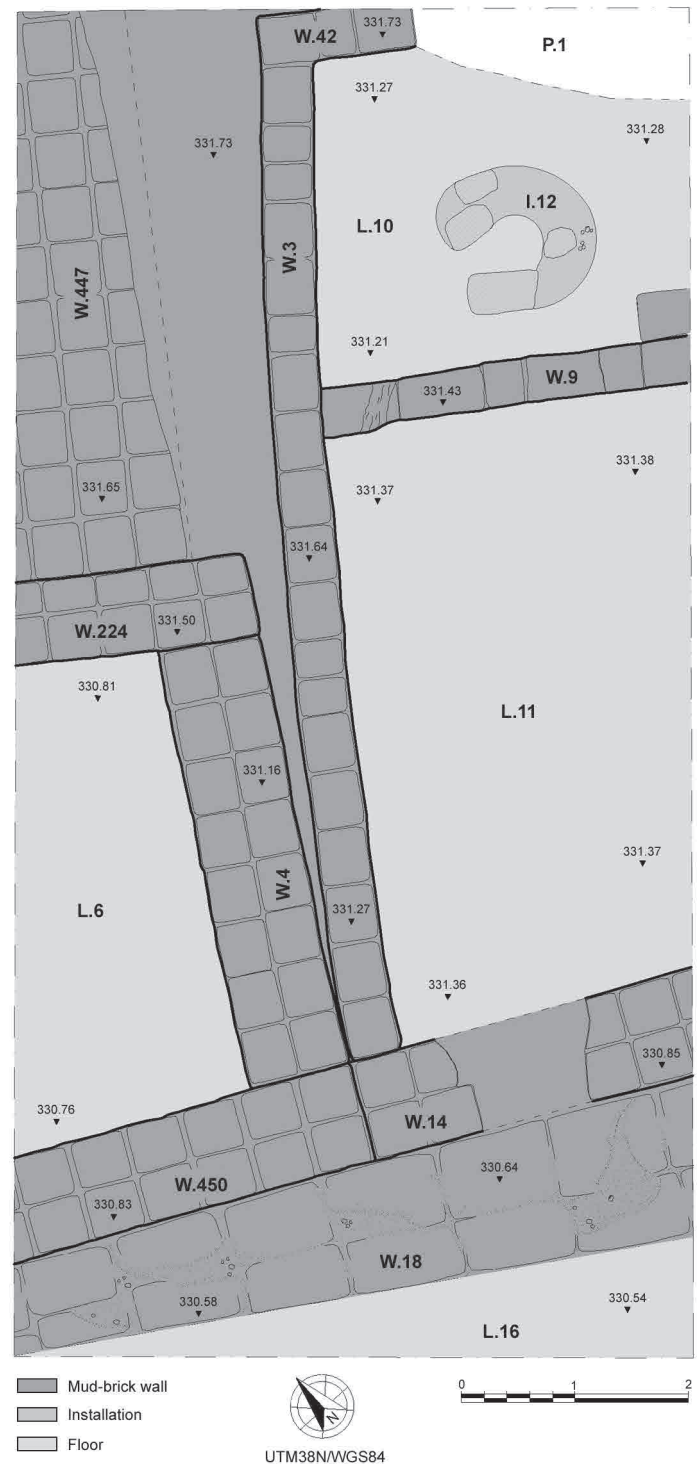 W.42
331.73
P.1
331.27
331.28
331.73
I.12
L.10
W.3
W.447
331.21
W.9
331.43
331.38
331.65
331.37
331.64
W.224
331.50
330.81
L.11
331.16
331.37
W.4
L.6
331.27
331.36
330.85
330.76
W.14
330.64
W.450
330.83
W.18
330.58
330.54
L.16
Mud-brick wall
Installation
Floor
N
UTM38N/WGS84
0 1 2